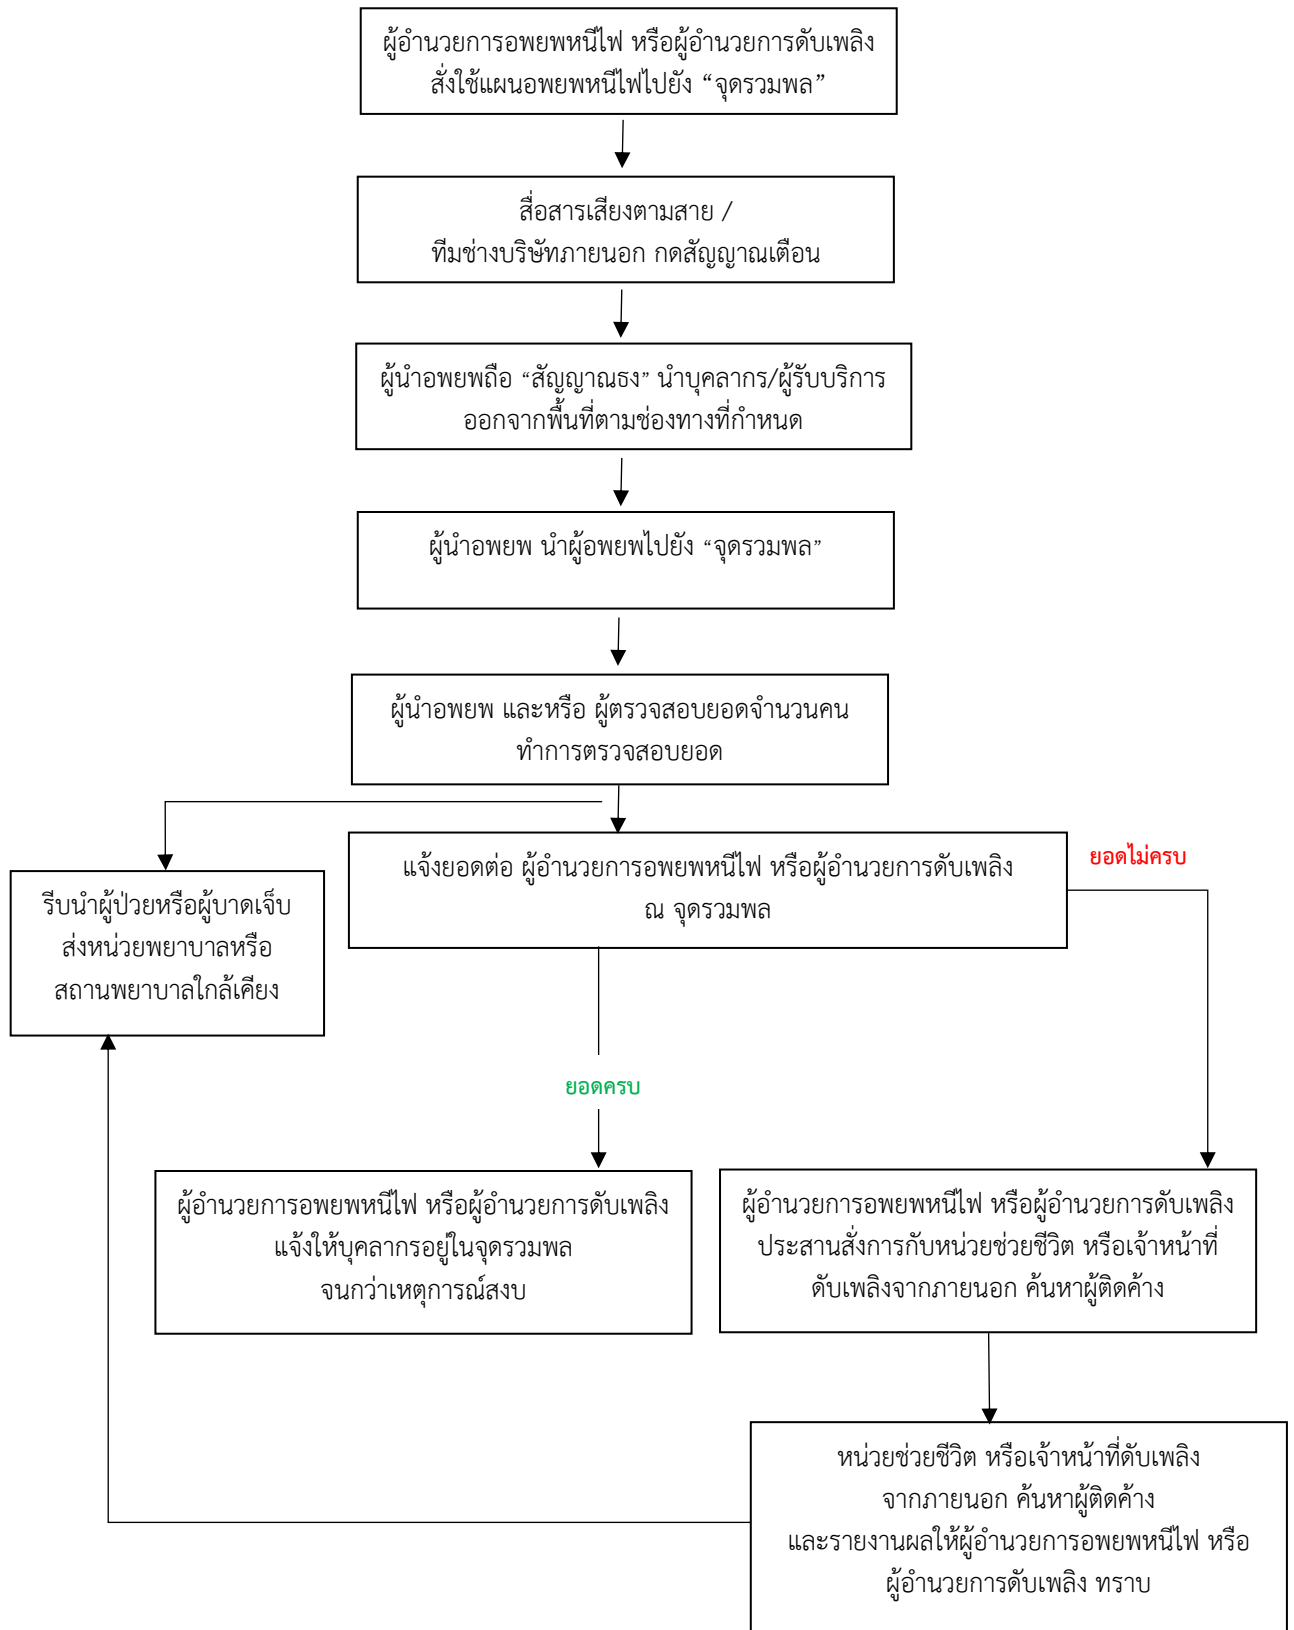 ผู้อำนวยการอพยพหนีไฟ หรือผู้อำนวยการดับเพลิง
สั่งใช้แผนอพยพหนีไฟไปยัง “จุดรวมพล”
สื่อสารเสียงตามสาย /
ทีมช่างบริษัทภายนอก กดสัญญาณเตือน
ผู้นำอพยพถือ “สัญญาณธง” นำบุคลากร/ผู้รับบริการ
ออกจากพื้นที่ตามช่องทางที่กำหนด
ผู้นำอพยพ นำผู้อพยพไปยัง “จุดรวมพล”
ผู้นำอพยพ และหรือ ผู้ตรวจสอบยอดจำนวนคน
ทำการตรวจสอบยอด
แจ้งยอดต่อ ผู้อำนวยการอพยพหนีไฟ หรือผู้อำนวยการดับเพลิง
ณ จุดรวมพล
ยอดไม่ครบ
รีบนำผู้ป่วยหรือผู้บาดเจ็บ
ส่งหน่วยพยาบาลหรือ
สถานพยาบาลใกล้เคียง
ยอดครบ
ผู้อำนวยการอพยพหนีไฟ หรือผู้อำนวยการดับเพลิง
แจ้งให้บุคลากรอยู่ในจุดรวมพล
จนกว่าเหตุการณ์สงบ
ผู้อำนวยการอพยพหนีไฟ หรือผู้อำนวยการดับเพลิง
ประสานสั่งการกับหน่วยช่วยชีวิต หรือเจ้าหน้าที่
ดับเพลิงจากภายนอก ค้นหาผู้ติดค้าง
หน่วยช่วยชีวิต หรือเจ้าหน้าที่ดับเพลิง
จากภายนอก ค้นหาผู้ติดค้าง
และรายงานผลให้ผู้อำนวยการอพยพหนีไฟ หรือ
ผู้อำนวยการดับเพลิง ทราบ